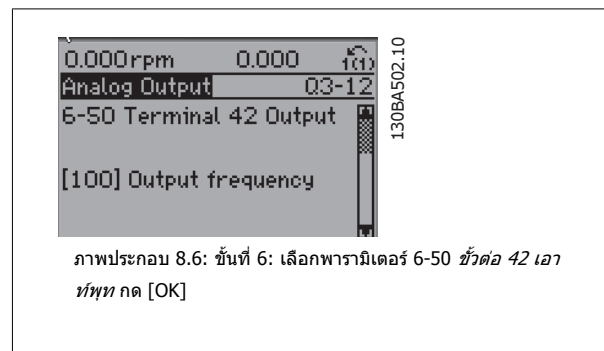 0.000rpm 0.000 1(1)
Analog Output Q3-12
6-50 Terminal 42 Output
[100] Output frequency
130BA502.10
ภาพประกอบ 8.6: ขั้นที่ 6: เลือกพารามิเตอร์ 6-50 ขั้วต่อ 42 เอา
ท์พุท กด [OK]